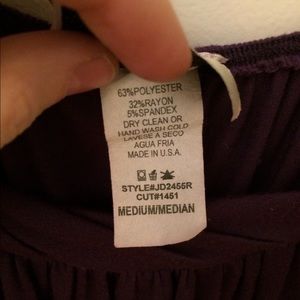 63%POLYESTER
32%RAYON
5%SPANDEX
DRY CLEAN OR
HAND WASH COLD
LAVESE A SECO
AGUA FRIA
MADE IN U.S.A.
STYLE#JD2455R
CUT#1451
MEDIUM/MEDIAN